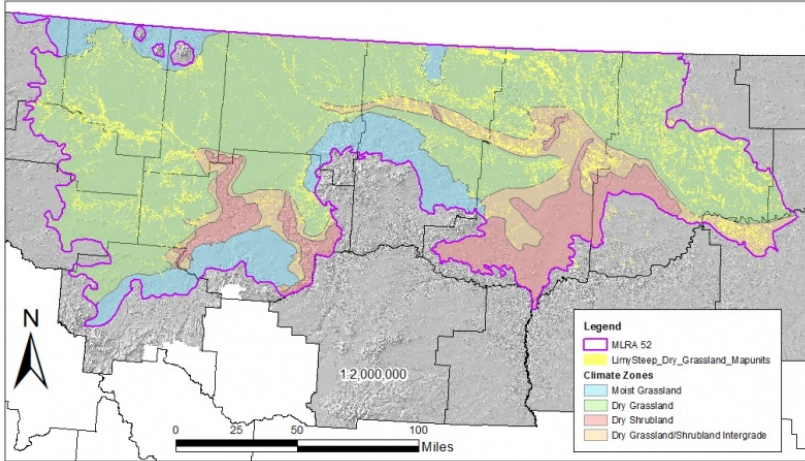 N
1:2,000,000
0 25 50 100
Miles
Legend
MLRA 52
LimySteep_Dry_Grassland_Mapunits
Climate Zones
Moist Grassland
Dry Grassland
Dry Shrubland
Dry Grassland/Shrubland Intergrade